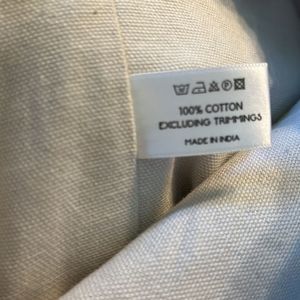 100% COTTON
EXCLUDING TRIMMINGS
MADE IN INDIA